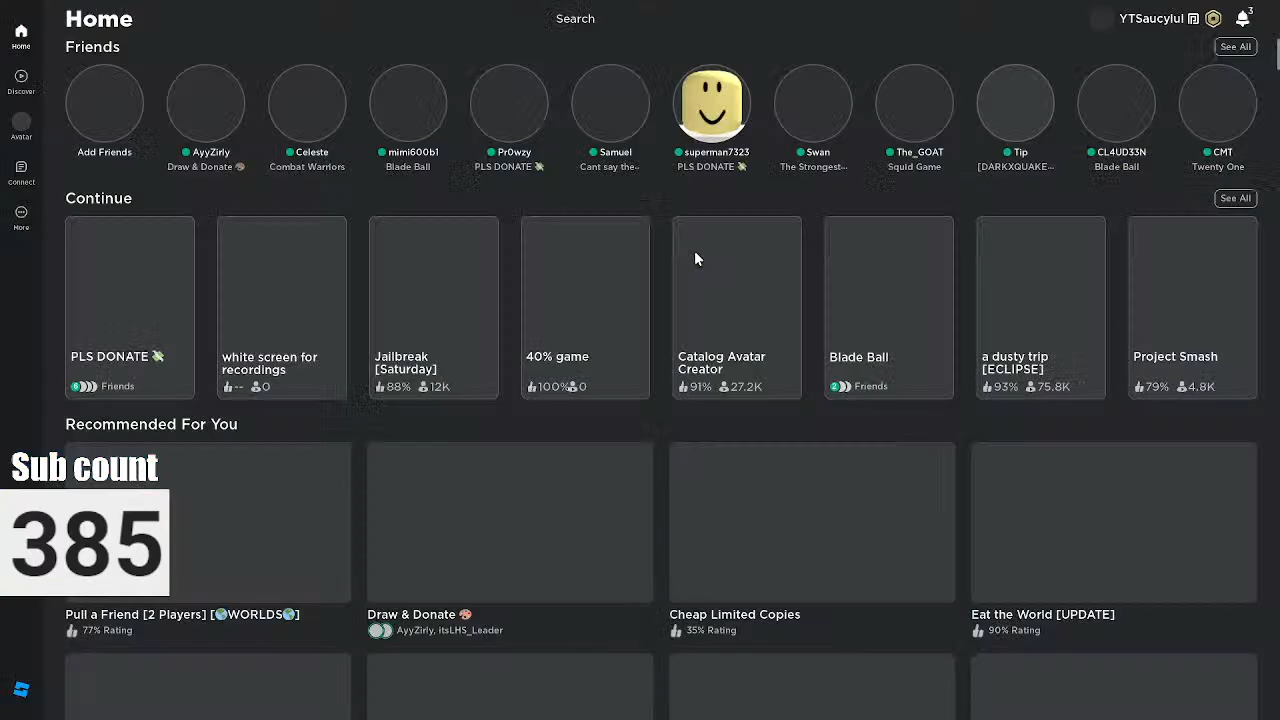 Home
Search
YTSaucylul
3
Home
Friends
See All
Discover
Avatar
Connect
More
Add Friends
AyyZirly
Draw & Donate 🎨
Celeste
Combat Warriors
mimi600b1
Blade Ball
Pr0wzy
PLS DONATE 💸
Samuel
Cant say the...
superman7323
PLS DONATE 💸
Swan
The Strongest...
The_GOAT
Squid Game
Tip
[DARKXQUAKE...
CL4UD33N
Blade Ball
CMT
Twenty One
Continue
See All
PLS DONATE 💸
6 Friends
white screen for
recordings
-- 0
Jailbreak
[Saturday]
88% 12K
40% game
100% 0
Catalog Avatar
Creator
91% 27.2K
Blade Ball
2 Friends
a dusty trip
[ECLIPSE]
93% 75.8K
Project Smash
79% 4.8K
Recommended For You
Sub count
385
Pull a Friend [2 Players] [🌎WORLDS🌎]
77% Rating
Draw & Donate 🎨
AyyZirly, itsLHS_Leader
Cheap Limited Copies
35% Rating
Eat the World [UPDATE]
90% Rating